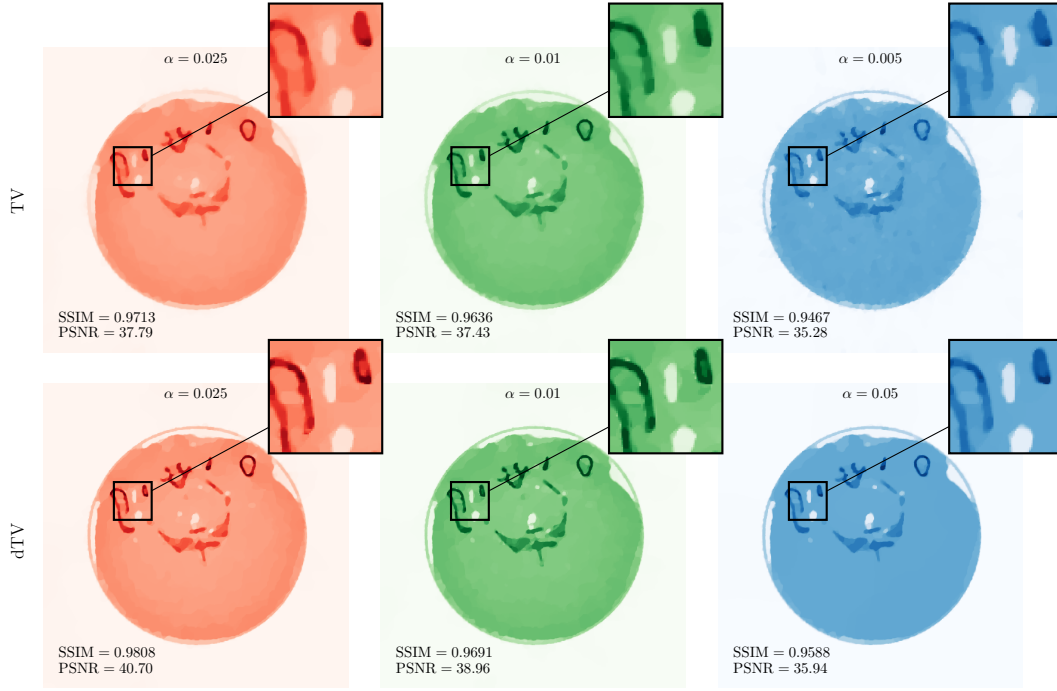 α = 0.025
α = 0.01
α = 0.005
TV
SSIM = 0.9713
PSNR = 37.79
SSIM = 0.9636
PSNR = 37.43
SSIM = 0.9467
PSNR = 35.28
α = 0.025
α = 0.01
α = 0.05
dTV
SSIM = 0.9808
PSNR = 40.70
SSIM = 0.9691
PSNR = 38.96
SSIM = 0.9588
PSNR = 35.94